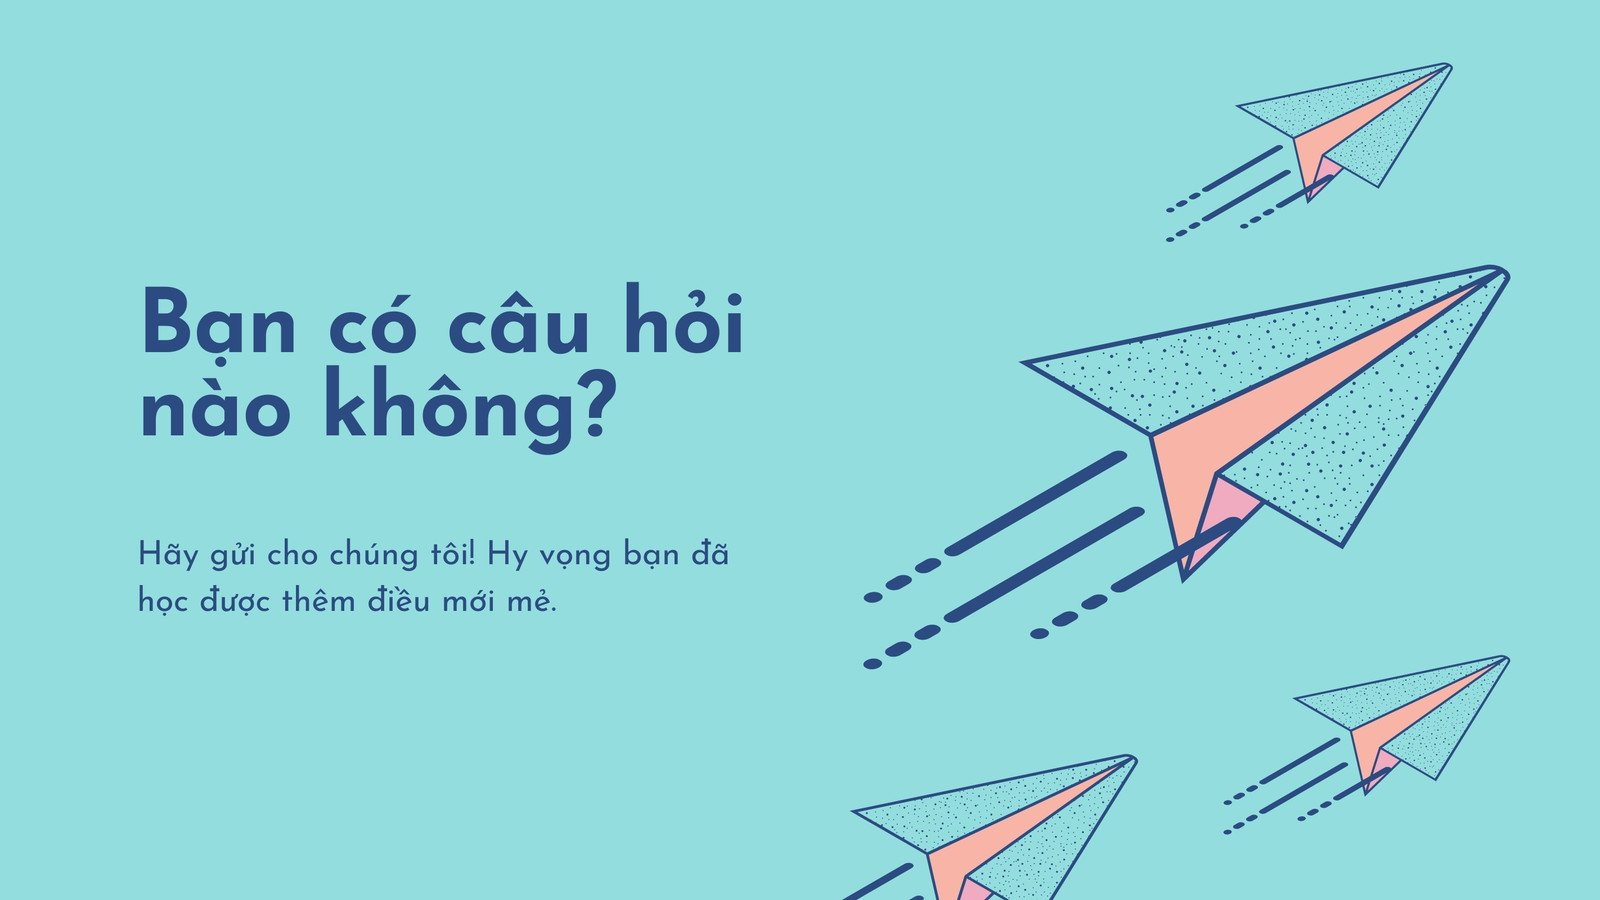 Bạn có câu hỏi
nào không?
Hãy gửi cho chúng tôi! Hy vọng bạn đã
học được thêm điều mới mẻ.